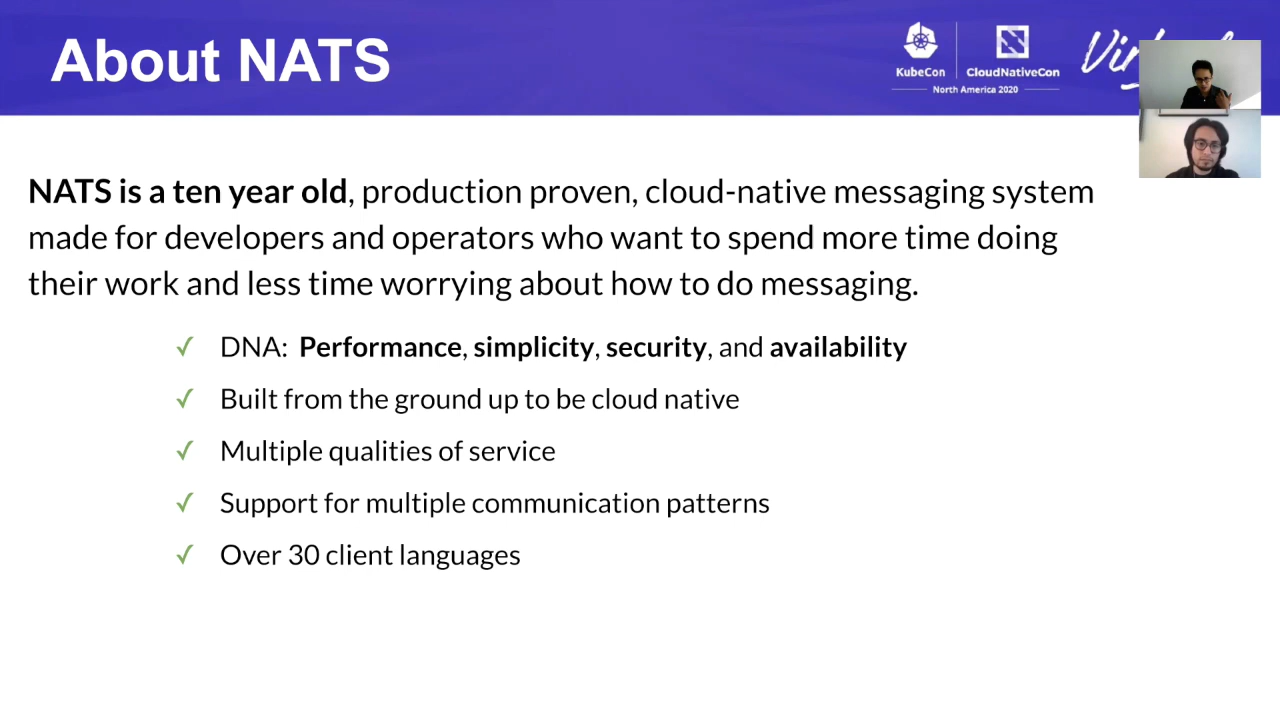 About NATS
KubeCon
CloudNativeCon
North America 2020
NATS is a ten year old, production proven, cloud-native messaging system
made for developers and operators who want to spend more time doing
their work and less time worrying about how to do messaging.
✓ DNA: Performance, simplicity, security, and availability
✓ Built from the ground up to be cloud native
✓ Multiple qualities of service
✓ Support for multiple communication patterns
✓ Over 30 client languages